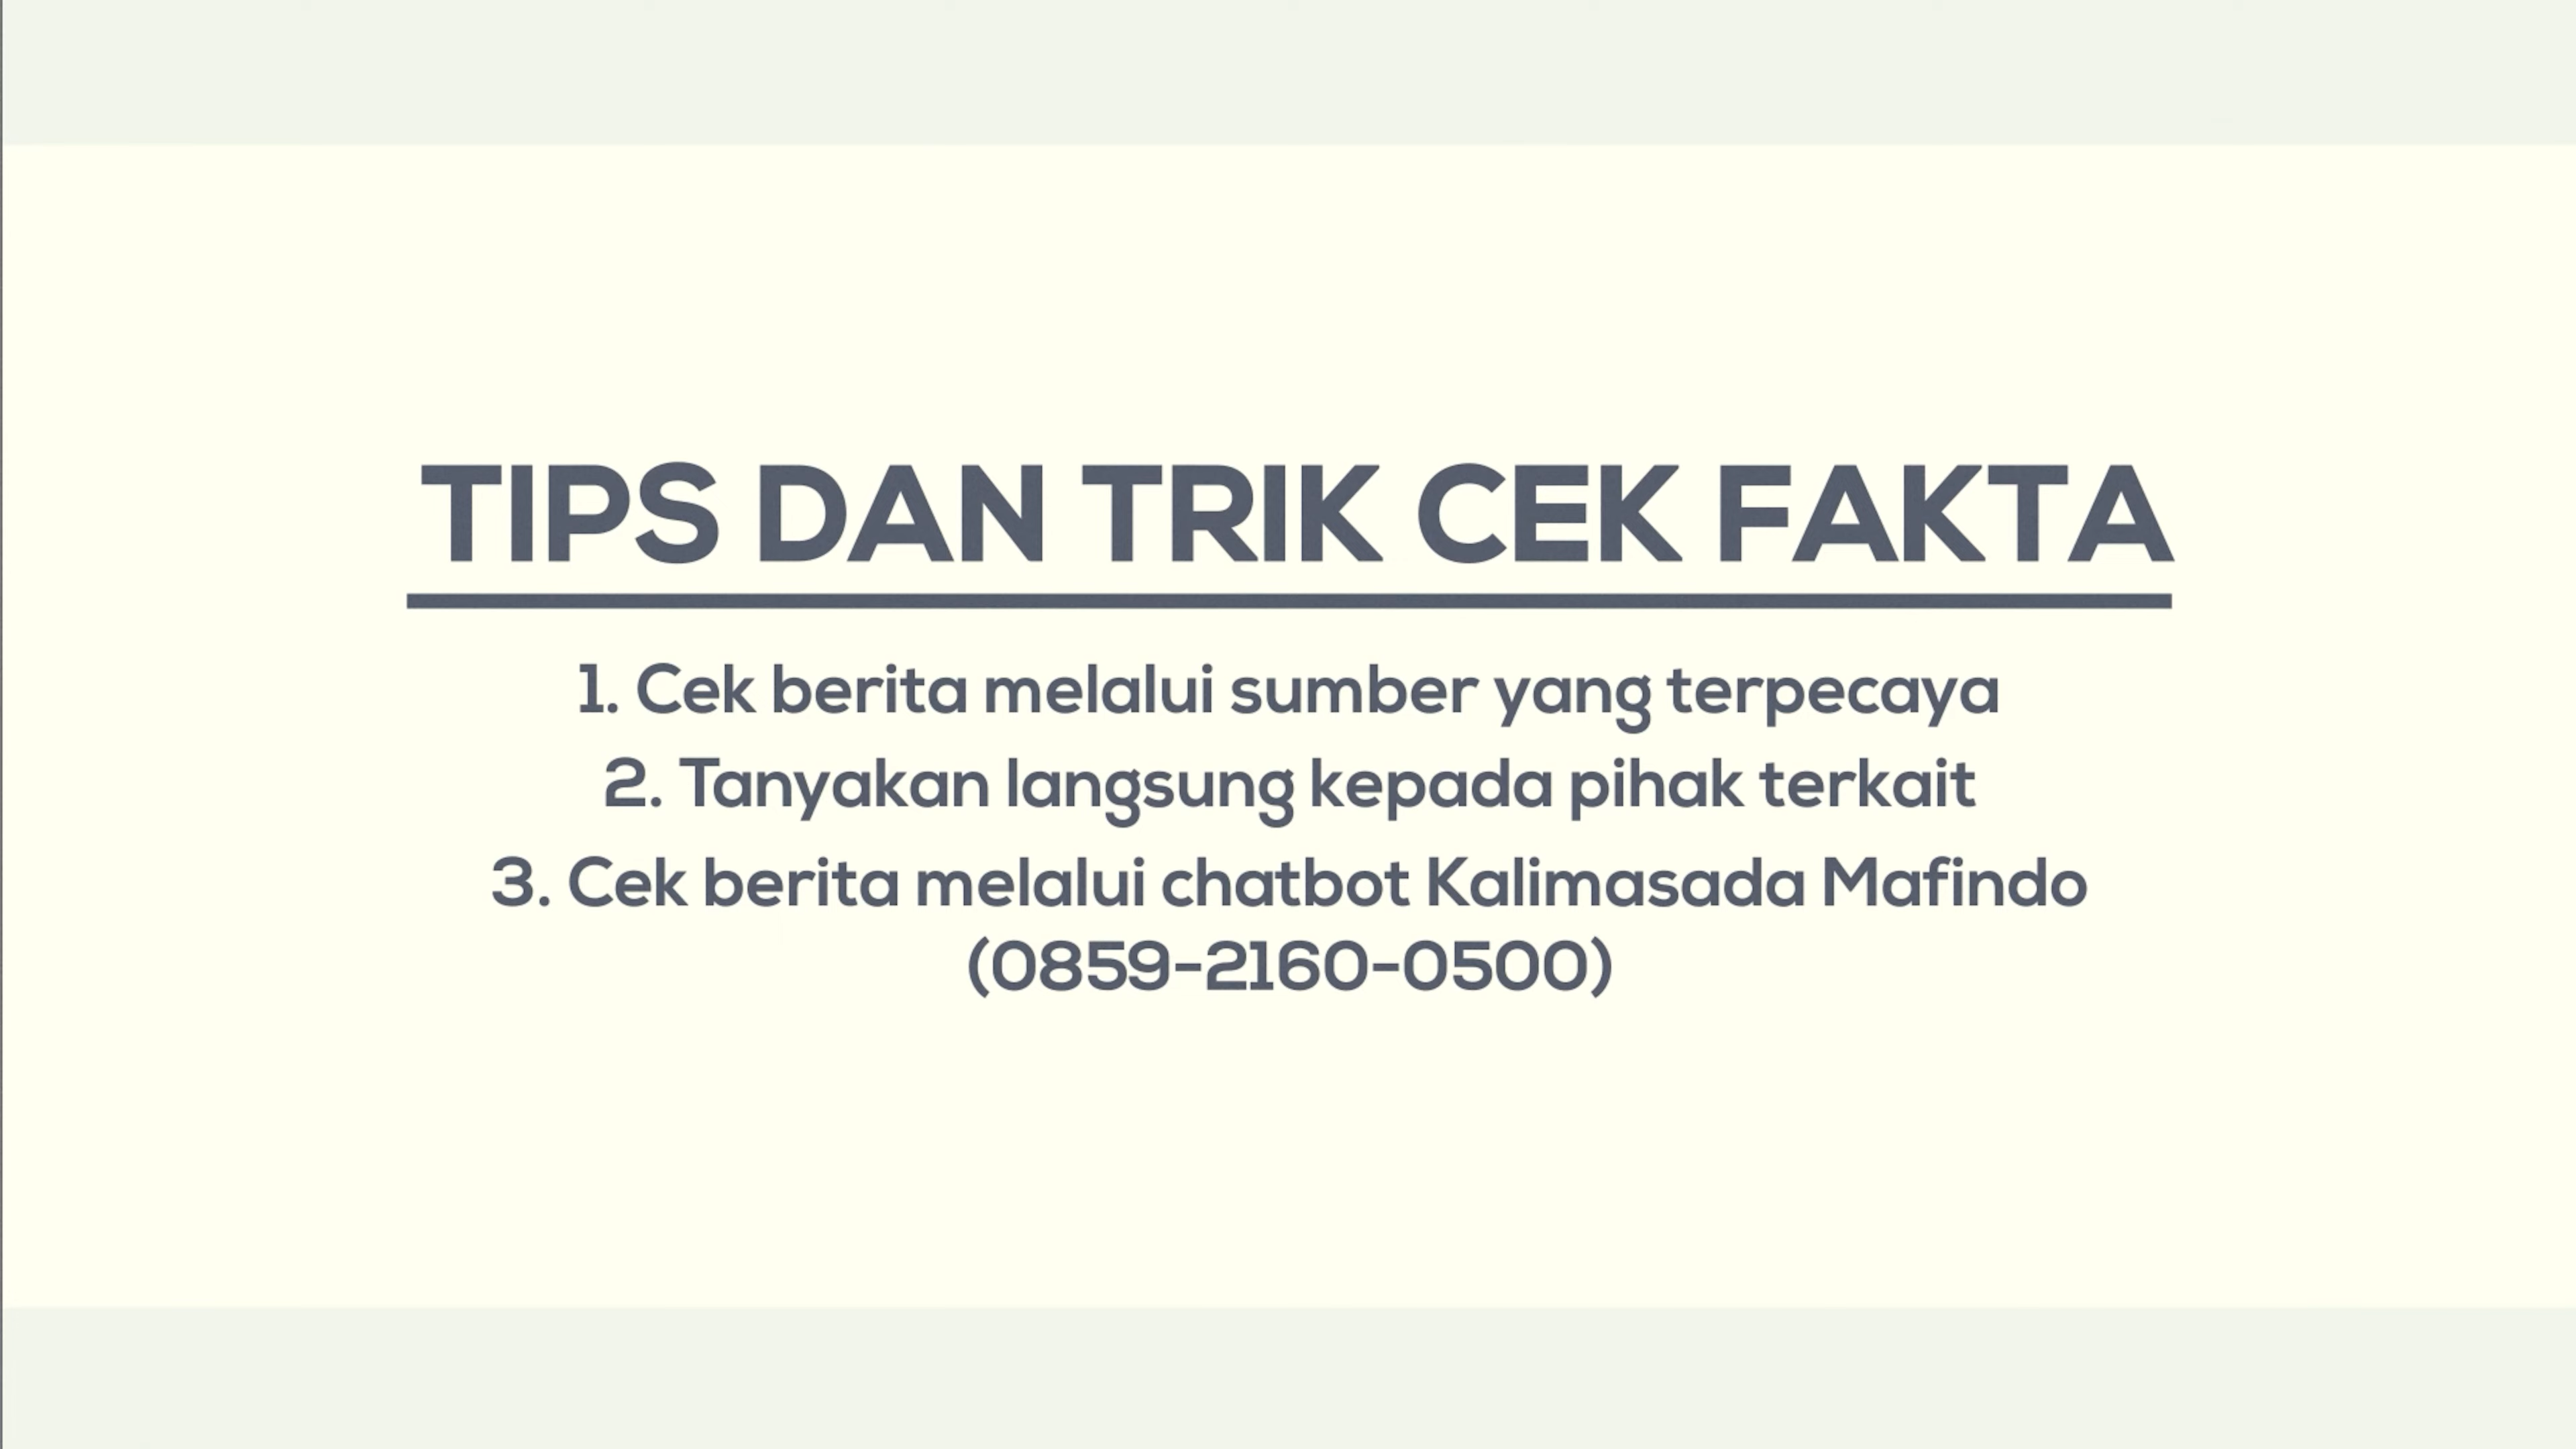 TIPS DAN TRIK CEK FAKTA
1. Cek berita melalui sumber yang terpecaya
2. Tanyakan langsung kepada pihak terkait
3. Cek berita melalui chatbot Kalimasada Mafindo
(0859-2160-0500)